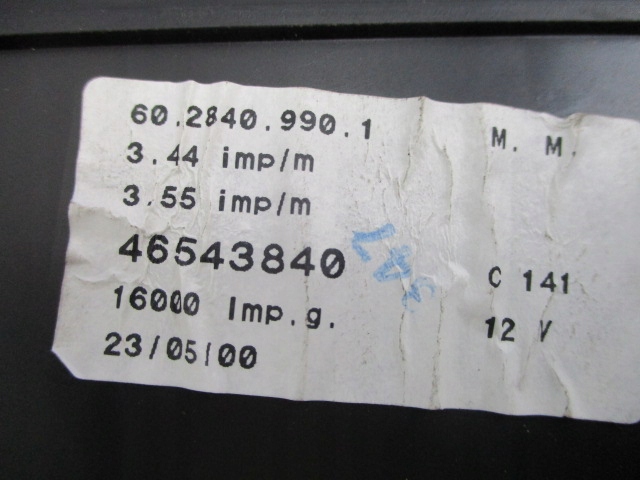 60.2840.990.1 M. M.
3.44 imp/m
3.55 imp/m
46543840 C 141
16000 Imp.g. 12 V
23/05/00